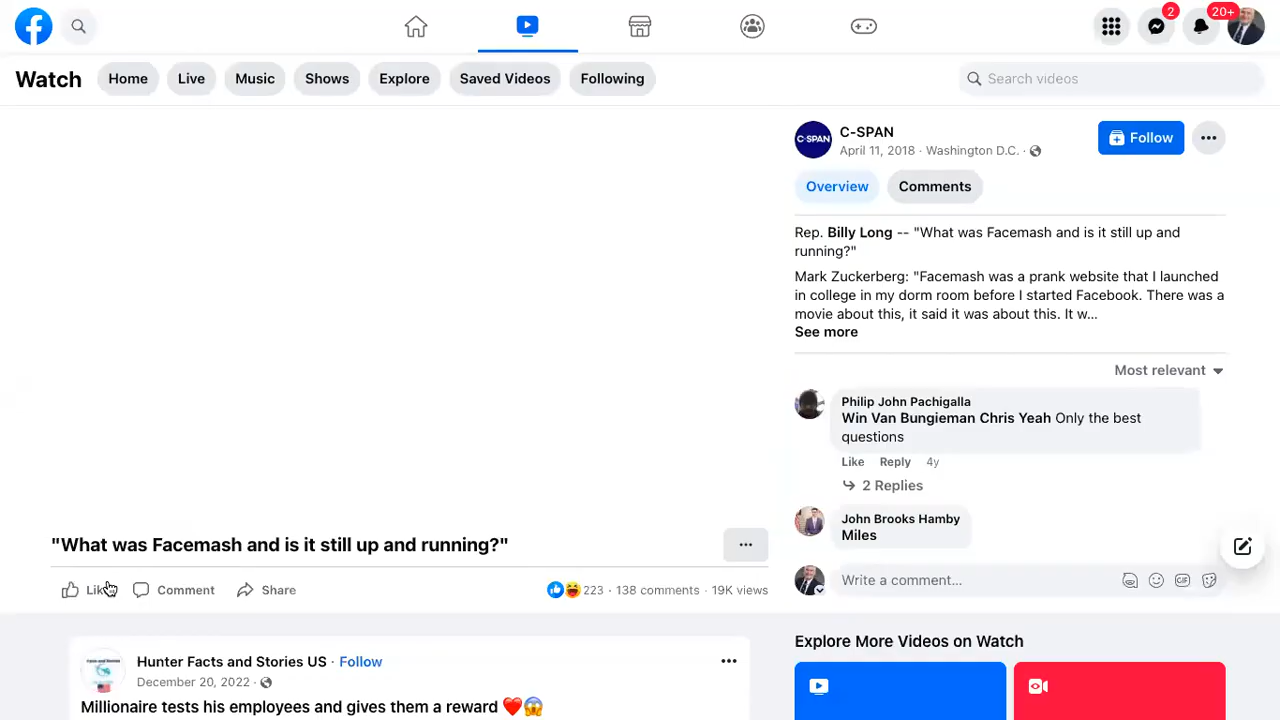 2
20+
Watch
Home
Live
Music
Shows
Explore
Saved Videos
Following
Search videos
C-SPAN
C-SPAN
April 11, 2018 · Washington D.C. ·
Follow
Overview
Comments
Rep. Billy Long -- "What was Facemash and is it still up and
running?"
Mark Zuckerberg: "Facemash was a prank website that I launched
in college in my dorm room before I started Facebook. There was a
movie about this, it said it was about this. It w...
See more
Most relevant
Philip John Pachigalla
Win Van Bungieman Chris Yeah Only the best
questions
Like Reply 4y
2 Replies
John Brooks Hamby
Miles
Write a comment...
GIF
"What was Facemash and is it still up and running?"
Like
Comment
Share
223 · 138 comments · 19K views
Facts and Stories
Hunter Facts and Stories US · Follow
December 20, 2022 ·
Millionaire tests his employees and gives them a reward ❤️😱
Explore More Videos on Watch